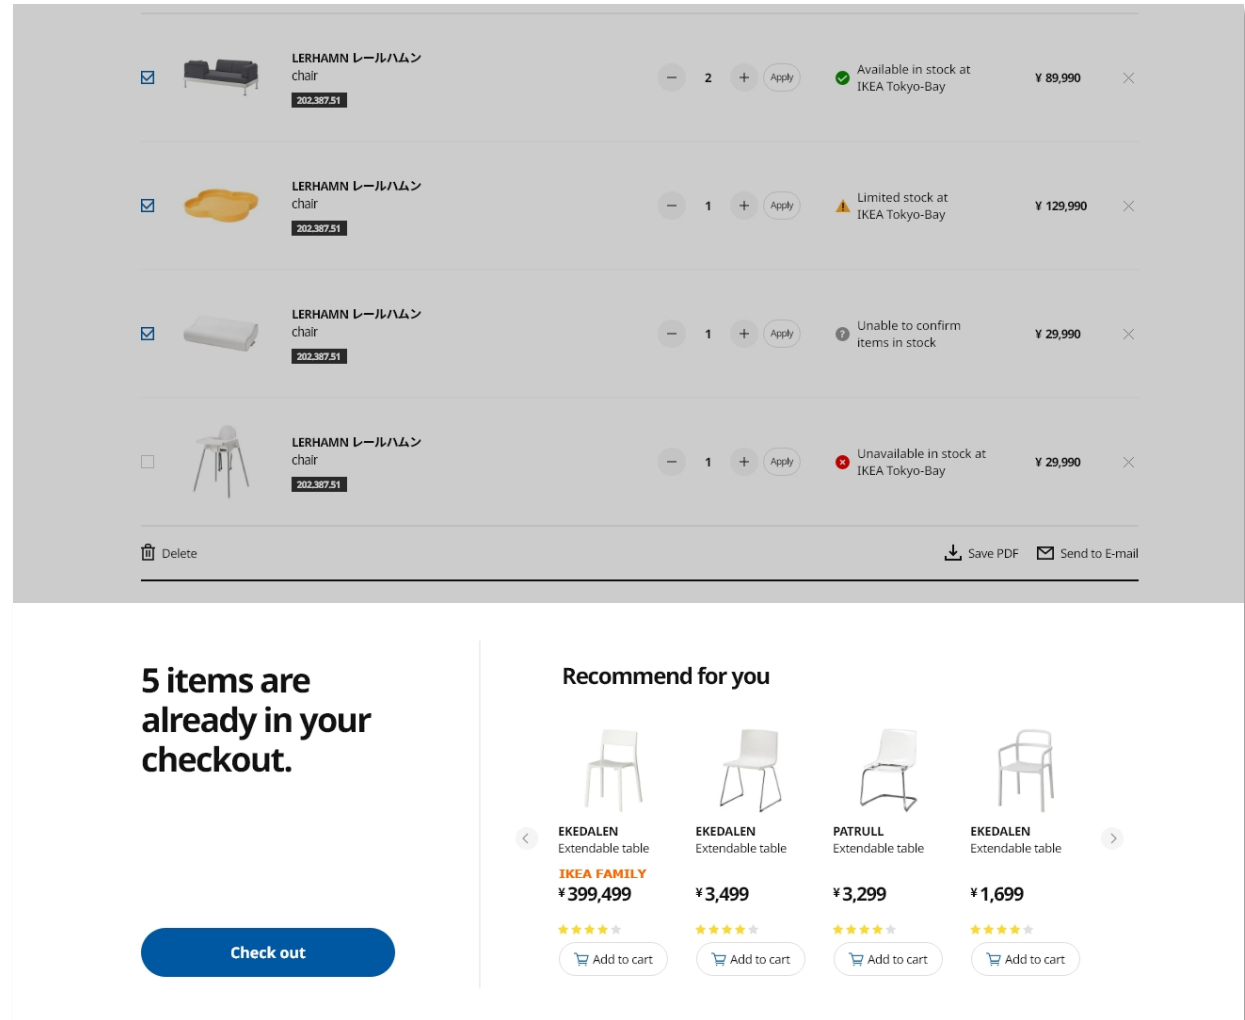 LERHAMN レールハムン
chair
202.387.51
2
Apply
Available in stock at
IKEA Tokyo-Bay
¥ 89,990
LERHAMN レールハムン
chair
202.387.51
1
Apply
Limited stock at
IKEA Tokyo-Bay
¥ 129,990
LERHAMN レールハムン
chair
202.387.51
1
Apply
Unable to confirm
items in stock
¥ 29,990
LERHAMN レールハムン
chair
202.387.51
1
Apply
Unavailable in stock at
IKEA Tokyo-Bay
¥ 29,990
Delete
Save PDF
Send to E-mail
5 items are
already in your
checkout.
Check out
Recommend for you
EKEDALEN
Extendable table
IKEA FAMILY
¥ 399,499
Add to cart
EKEDALEN
Extendable table
¥ 3,499
Add to cart
PATRULL
Extendable table
¥ 3,299
Add to cart
EKEDALEN
Extendable table
¥ 1,699
Add to cart